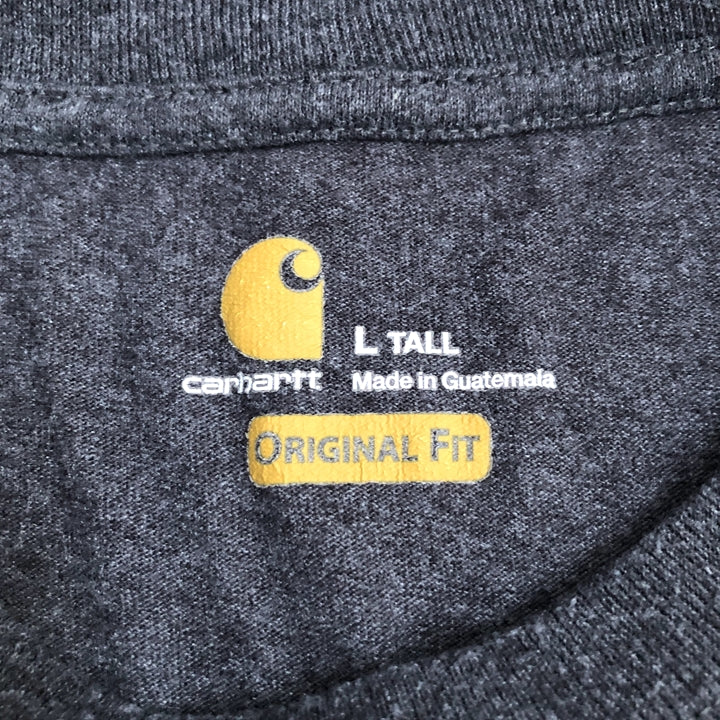 L TALL
carhartt Made in Guatemala
ORIGINAL FIT